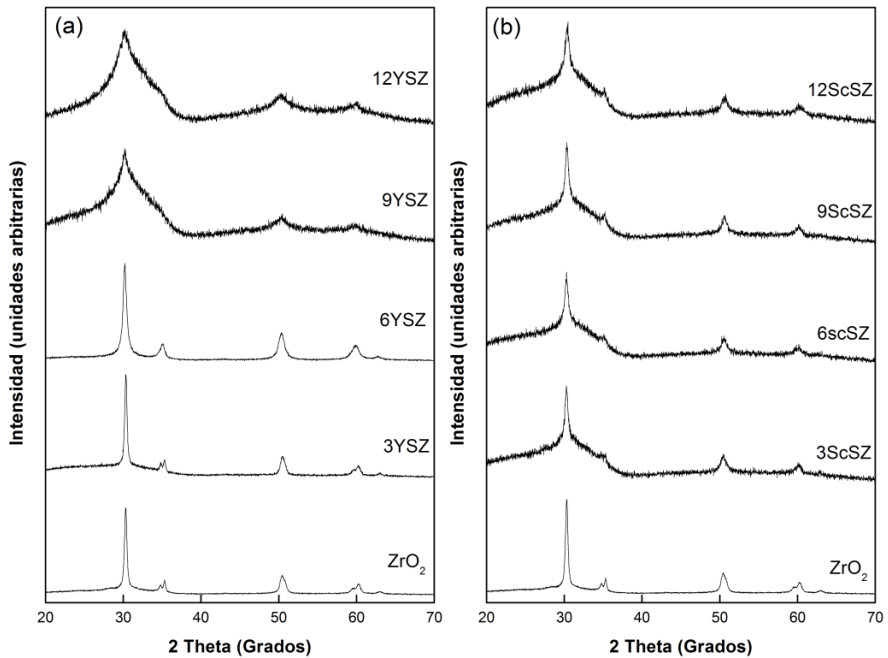 (a)
12YSZ
9YSZ
6YSZ
3YSZ
ZrO₂
Intensidad (unidades arbitrarias)
20 30 40 50 60 70
2 Theta (Grados)
(b)
12ScSZ
9ScSZ
6scSZ
3ScSZ
ZrO₂
Intensidad (unidades arbitrarias)
20 30 40 50 60 70
2 Theta (Grados)